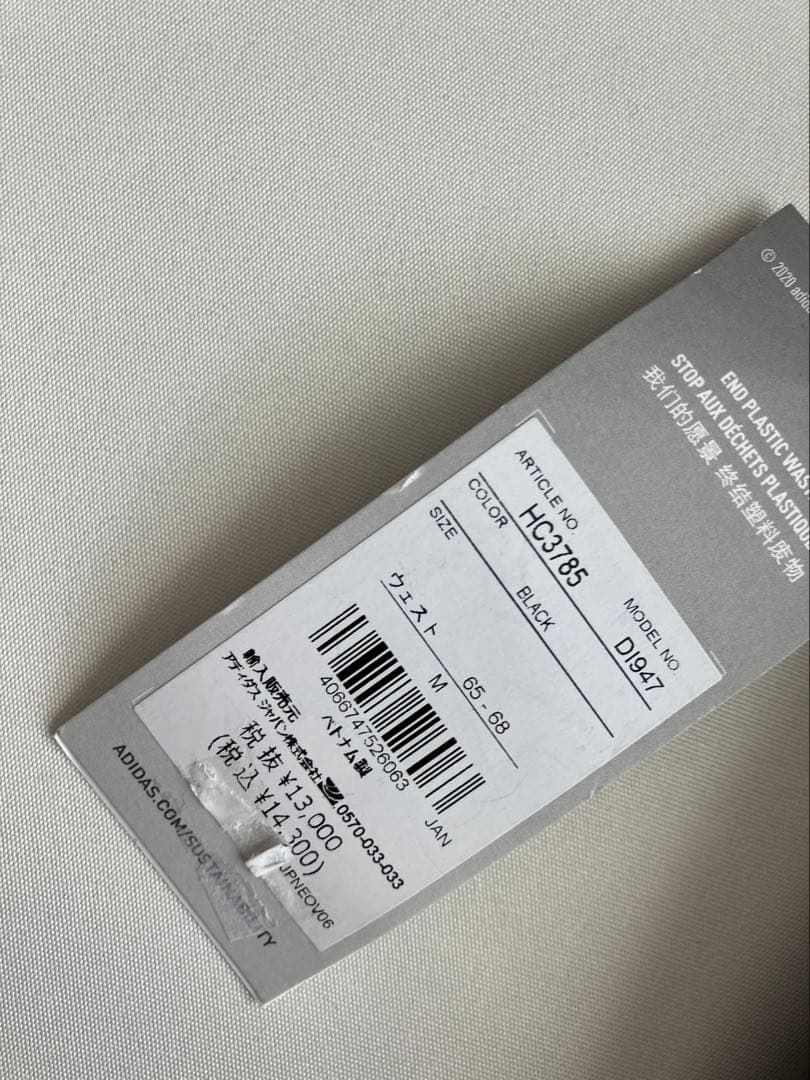 © 2020 adidas
END PLASTIC WAS
STOP AUX DÉCHETS PLASTIQU
我们的愿景 终结塑料废物
ARTICLE NO. MODEL NO.
HC3785 DI947
COLOR
BLACK
SIZE
ウェスト 65 - 68
M
4066747526063
JAN
ベトナム製
輸入販売元
アディダス ジャパン株式会社 0570-033-033
税抜 ¥13,000
(税込 ¥14,300)
JPNEOV06
ADIDAS.COM/SUSTAINABILITY